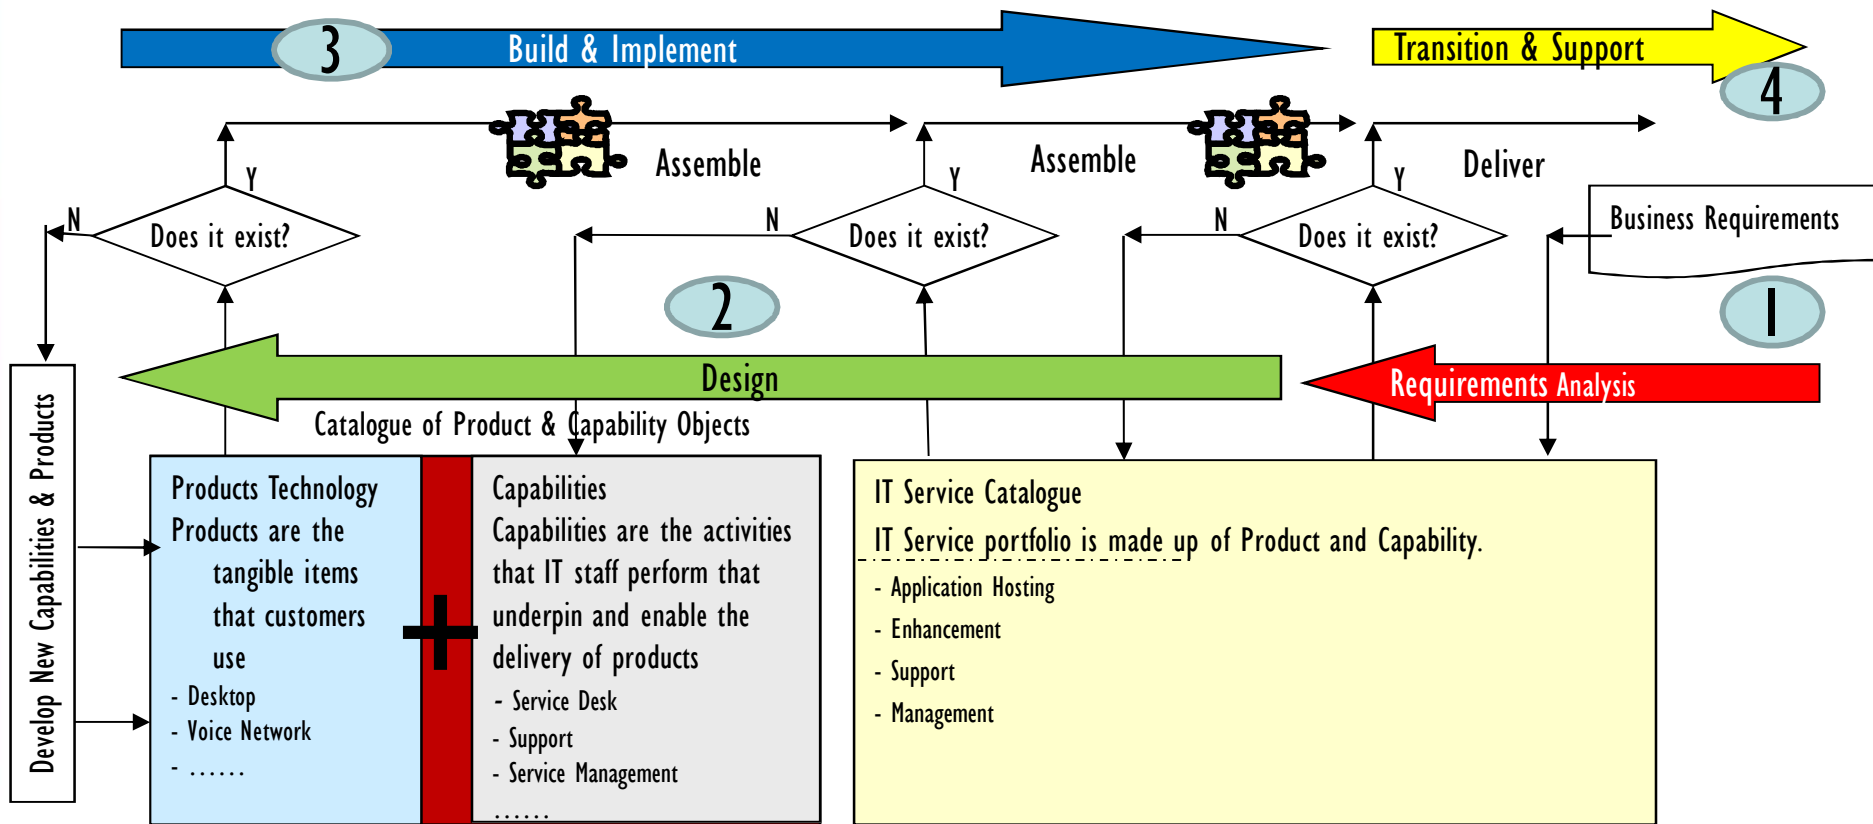 3
Build & Implement
Transition & Support
4
Assemble
Assemble
Deliver
Y
Y
Y
N
N
N
Does it exist?
Does it exist?
Does it exist?
Business Requirements
2
1
Design
Requirements Analysis
Catalogue of Product & Capability Objects
Develop New Capabilities & Products
Products Technology
Products are the
tangible items
that customers
use
- Desktop
- Voice Network
- ......
+
Capabilities
Capabilities are the activities
that IT staff perform that
underpin and enable the
delivery of products
- Service Desk
- Support
- Service Management
......
IT Service Catalogue
IT Service portfolio is made up of Product and Capability.
- Application Hosting
- Enhancement
- Support
- Management